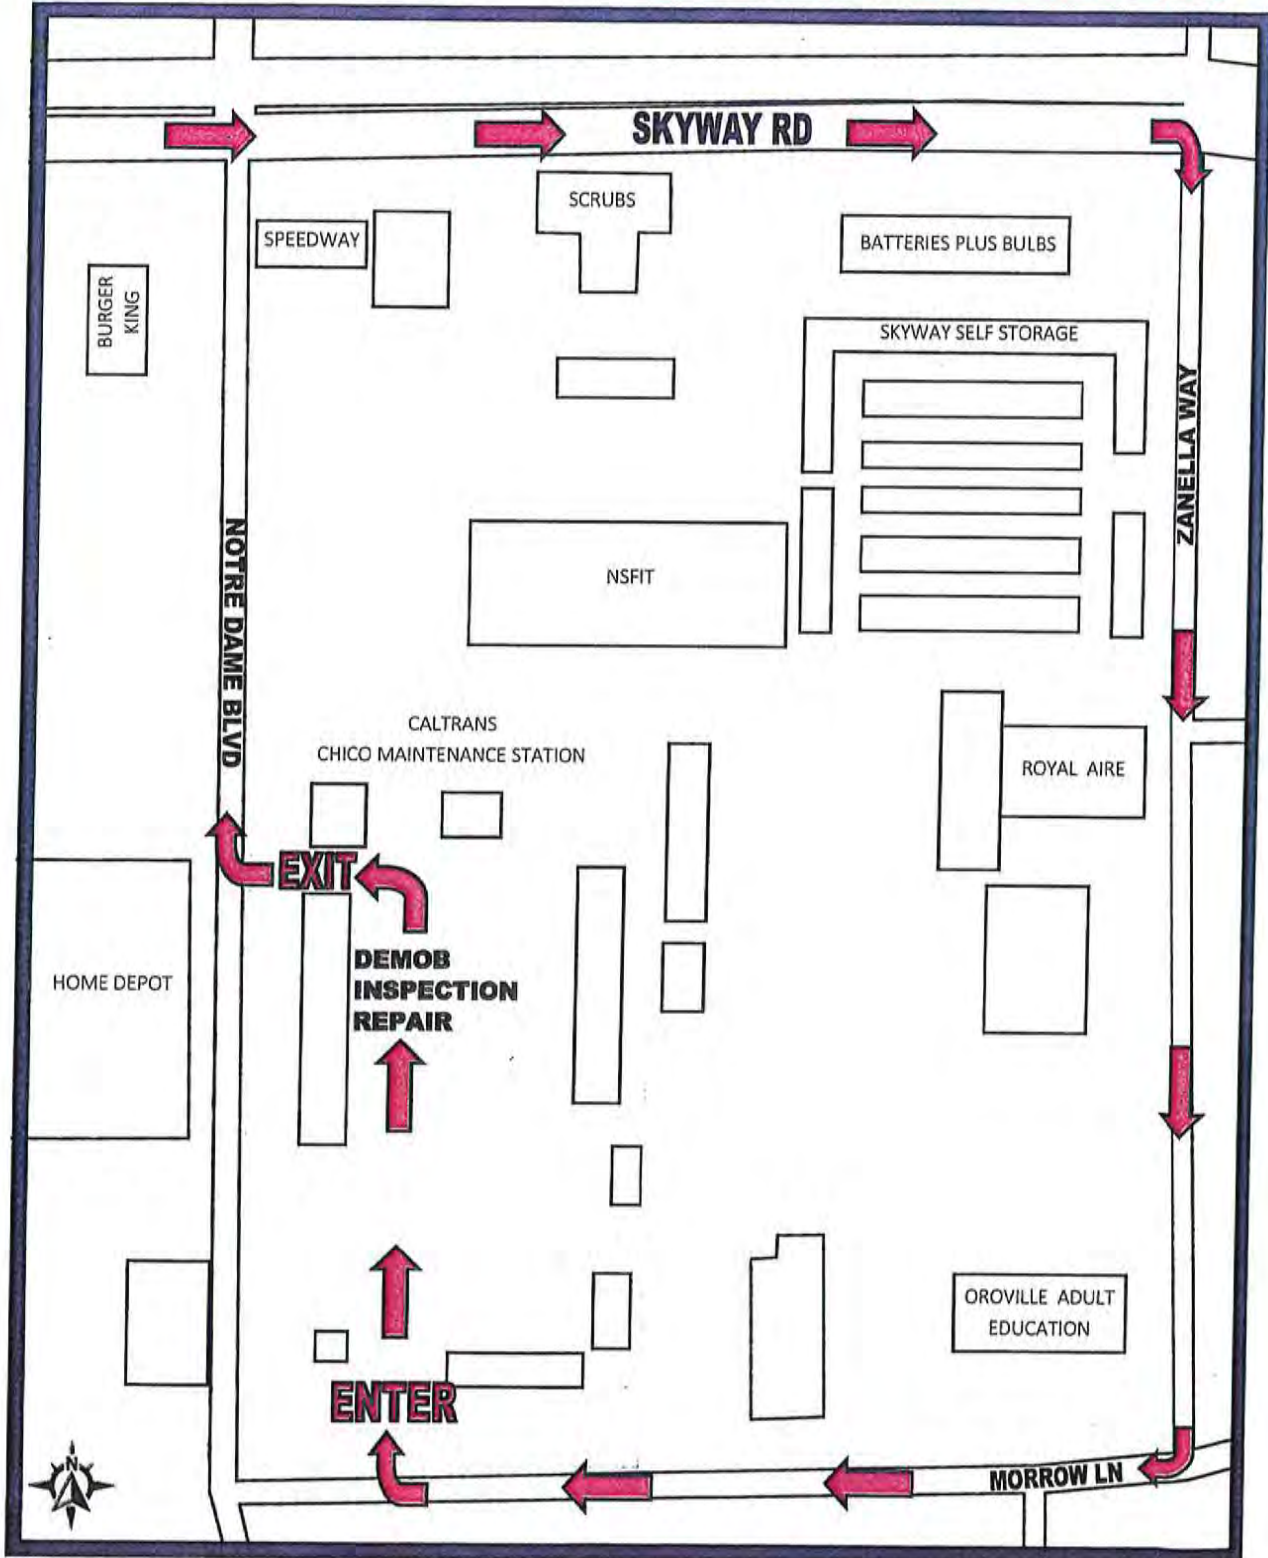 SKYWAY RD
SCRUBS
SPEEDWAY
BATTERIES PLUS BULBS
BURGER
KING
SKYWAY SELF STORAGE
ZANELLA WAY
NOTRE DAME BLVD
NSFIT
CALTRANS
CHICO MAINTENANCE STATION
ROYAL AIRE
EXIT
DEMOB
INSPECTION
REPAIR
HOME DEPOT
OROVILLE ADULT
EDUCATION
ENTER
MORROW LN
N